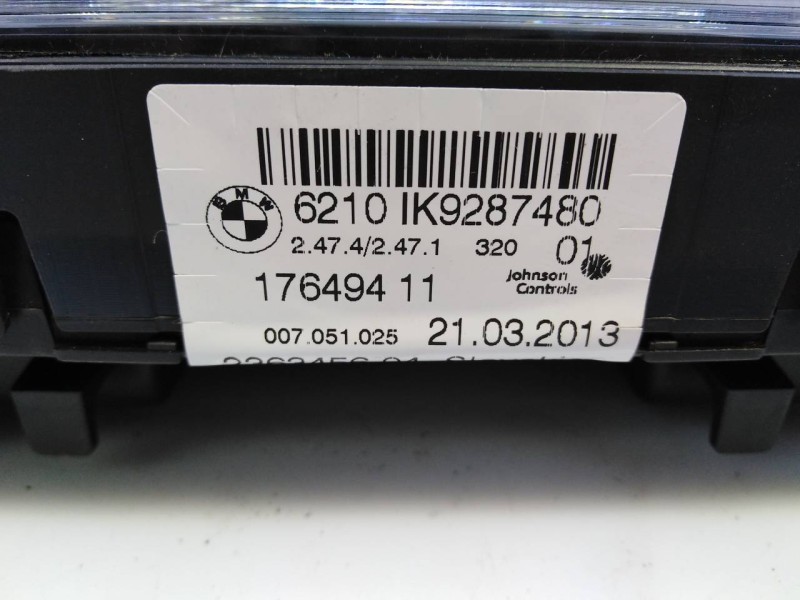 BMW
6210 IK9287480
2.47.4/2.47.1 320 01
176494 11
Johnson
Controls
007.051.025 21.03.2013